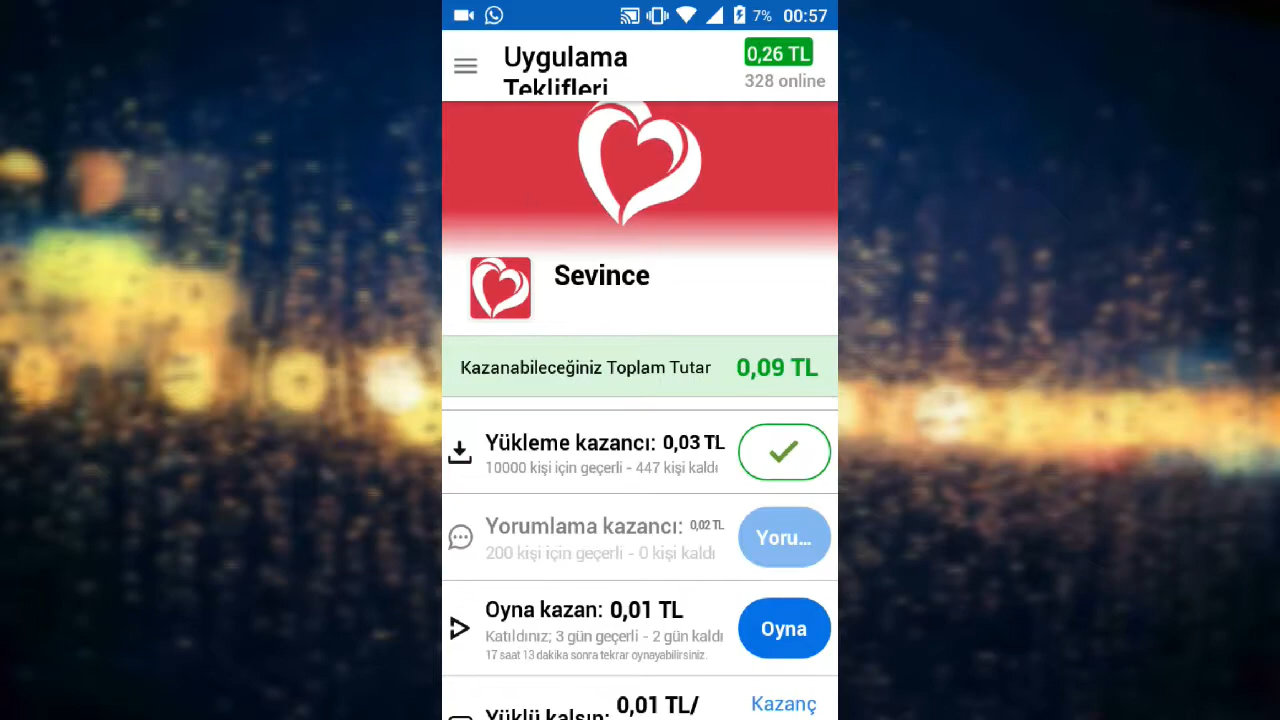 7% 00:57
Uygulama
Teklifleri
0,26 TL
328 online
Sevince
Kazanabileceğiniz Toplam Tutar 0,09 TL
Yükleme kazancı: 0,03 TL
10000 kişi için geçerli - 447 kişi kaldı
Yorumlama kazancı: 0,02 TL
200 kişi için geçerli - 0 kişi kaldı
Yoru...
Oyna kazan: 0,01 TL
Katıldınız; 3 gün geçerli - 2 gün kaldı
17 saat 13 dakika sonra tekrar oynayabilirsiniz.
Oyna
Yüklü kalsın: 0,01 TL/
Kazanç